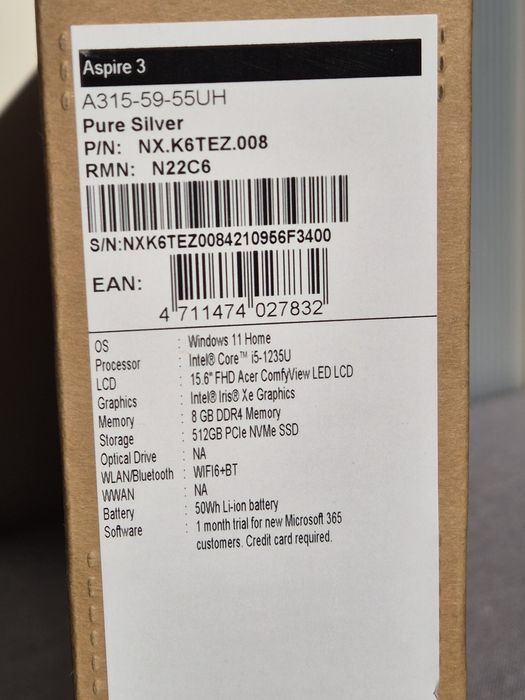 Aspire 3
A315-59-55UH
Pure Silver
P/N: NX.K6TEZ.008
RMN: N22C6
S/N:NXK6TEZ0084210956F3400
EAN:
4 711474 027832
OS : Windows 11 Home
Processor : Intel® Core™ i5-1235U
LCD : 15.6" FHD Acer ComfyView LED LCD
Graphics : Intel® Iris® Xe Graphics
Memory : 8 GB DDR4 Memory
Storage : 512GB PCIe NVMe SSD
Optical Drive : NA
WLAN/Bluetooth : WIFI6+BT
WWAN : NA
Battery : 50Wh Li-ion battery
Software : 1 month trial for new Microsoft 365
customers. Credit card required.